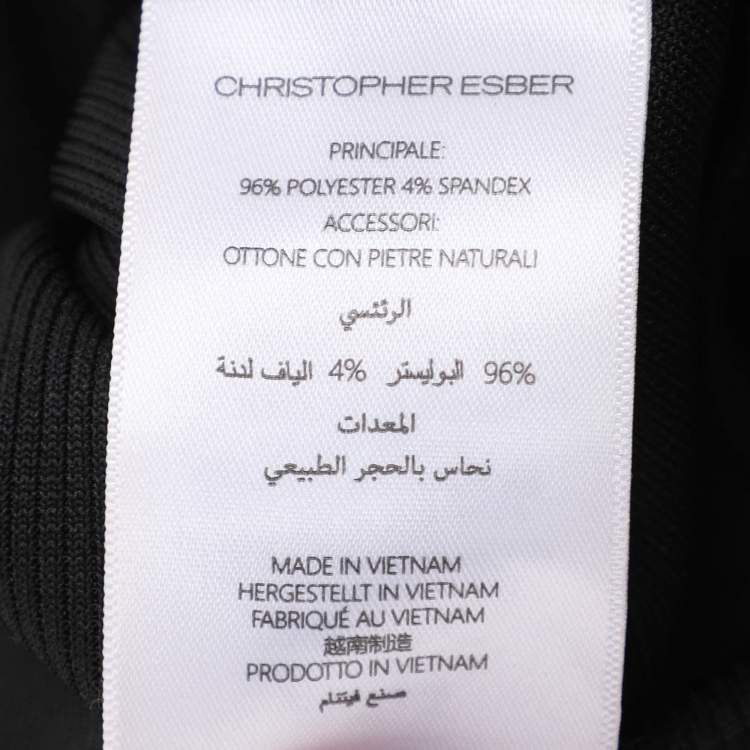 CHRISTOPHER ESBER
PRINCIPALE:
96% POLYESTER 4% SPANDEX
ACCESSORI:
OTTONE CON PIETRE NATURALI
الرئتسي
96% البوليستر 4% الياف لدنة
المعدات
نحاس بالحجر الطبيعي
MADE IN VIETNAM
HERGESTELLT IN VIETNAM
FABRIQUÉ AU VIETNAM
越南制造
PRODOTTO IN VIETNAM
صنع فيتنام